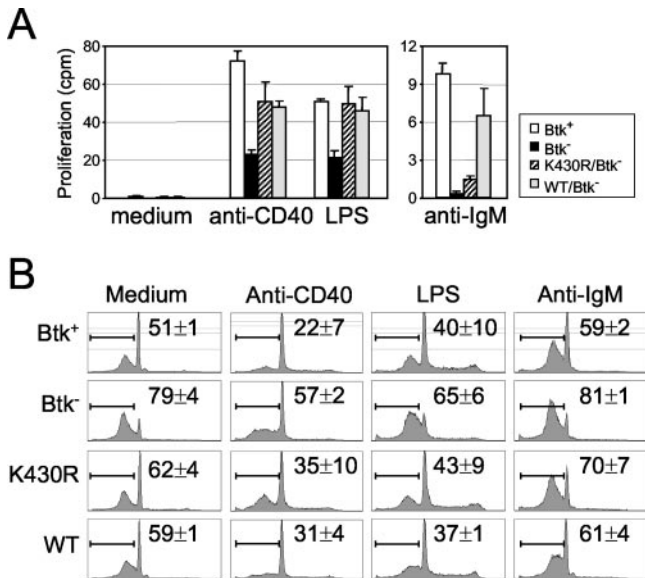 A
Proliferation (cpm)
80
60
40
20
0
12
9
6
3
0
medium anti-CD40 LPS anti-IgM
Btk+
Btk-
K430R/Btk-
WT/Btk-
B
Medium Anti-CD40 LPS Anti-IgM
Btk+ 51±1 22±7 40±10 59±2
Btk- 79±4 57±2 65±6 81±1
K430R 62±4 35±10 43±9 70±7
WT 59±1 31±4 37±1 61±4